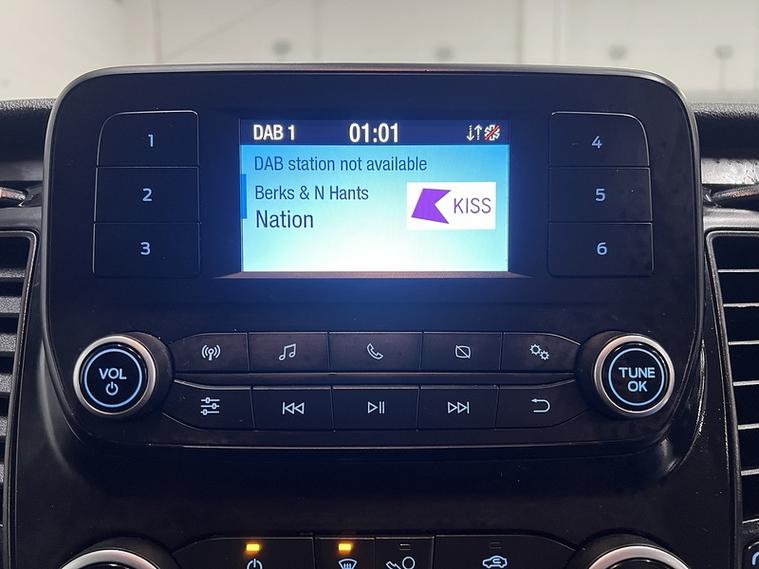 DAB 1 01:01
DAB station not available
Berks & N Hants
Nation
KISS
1
2
3
4
5
6
VOL
TUNE
OK